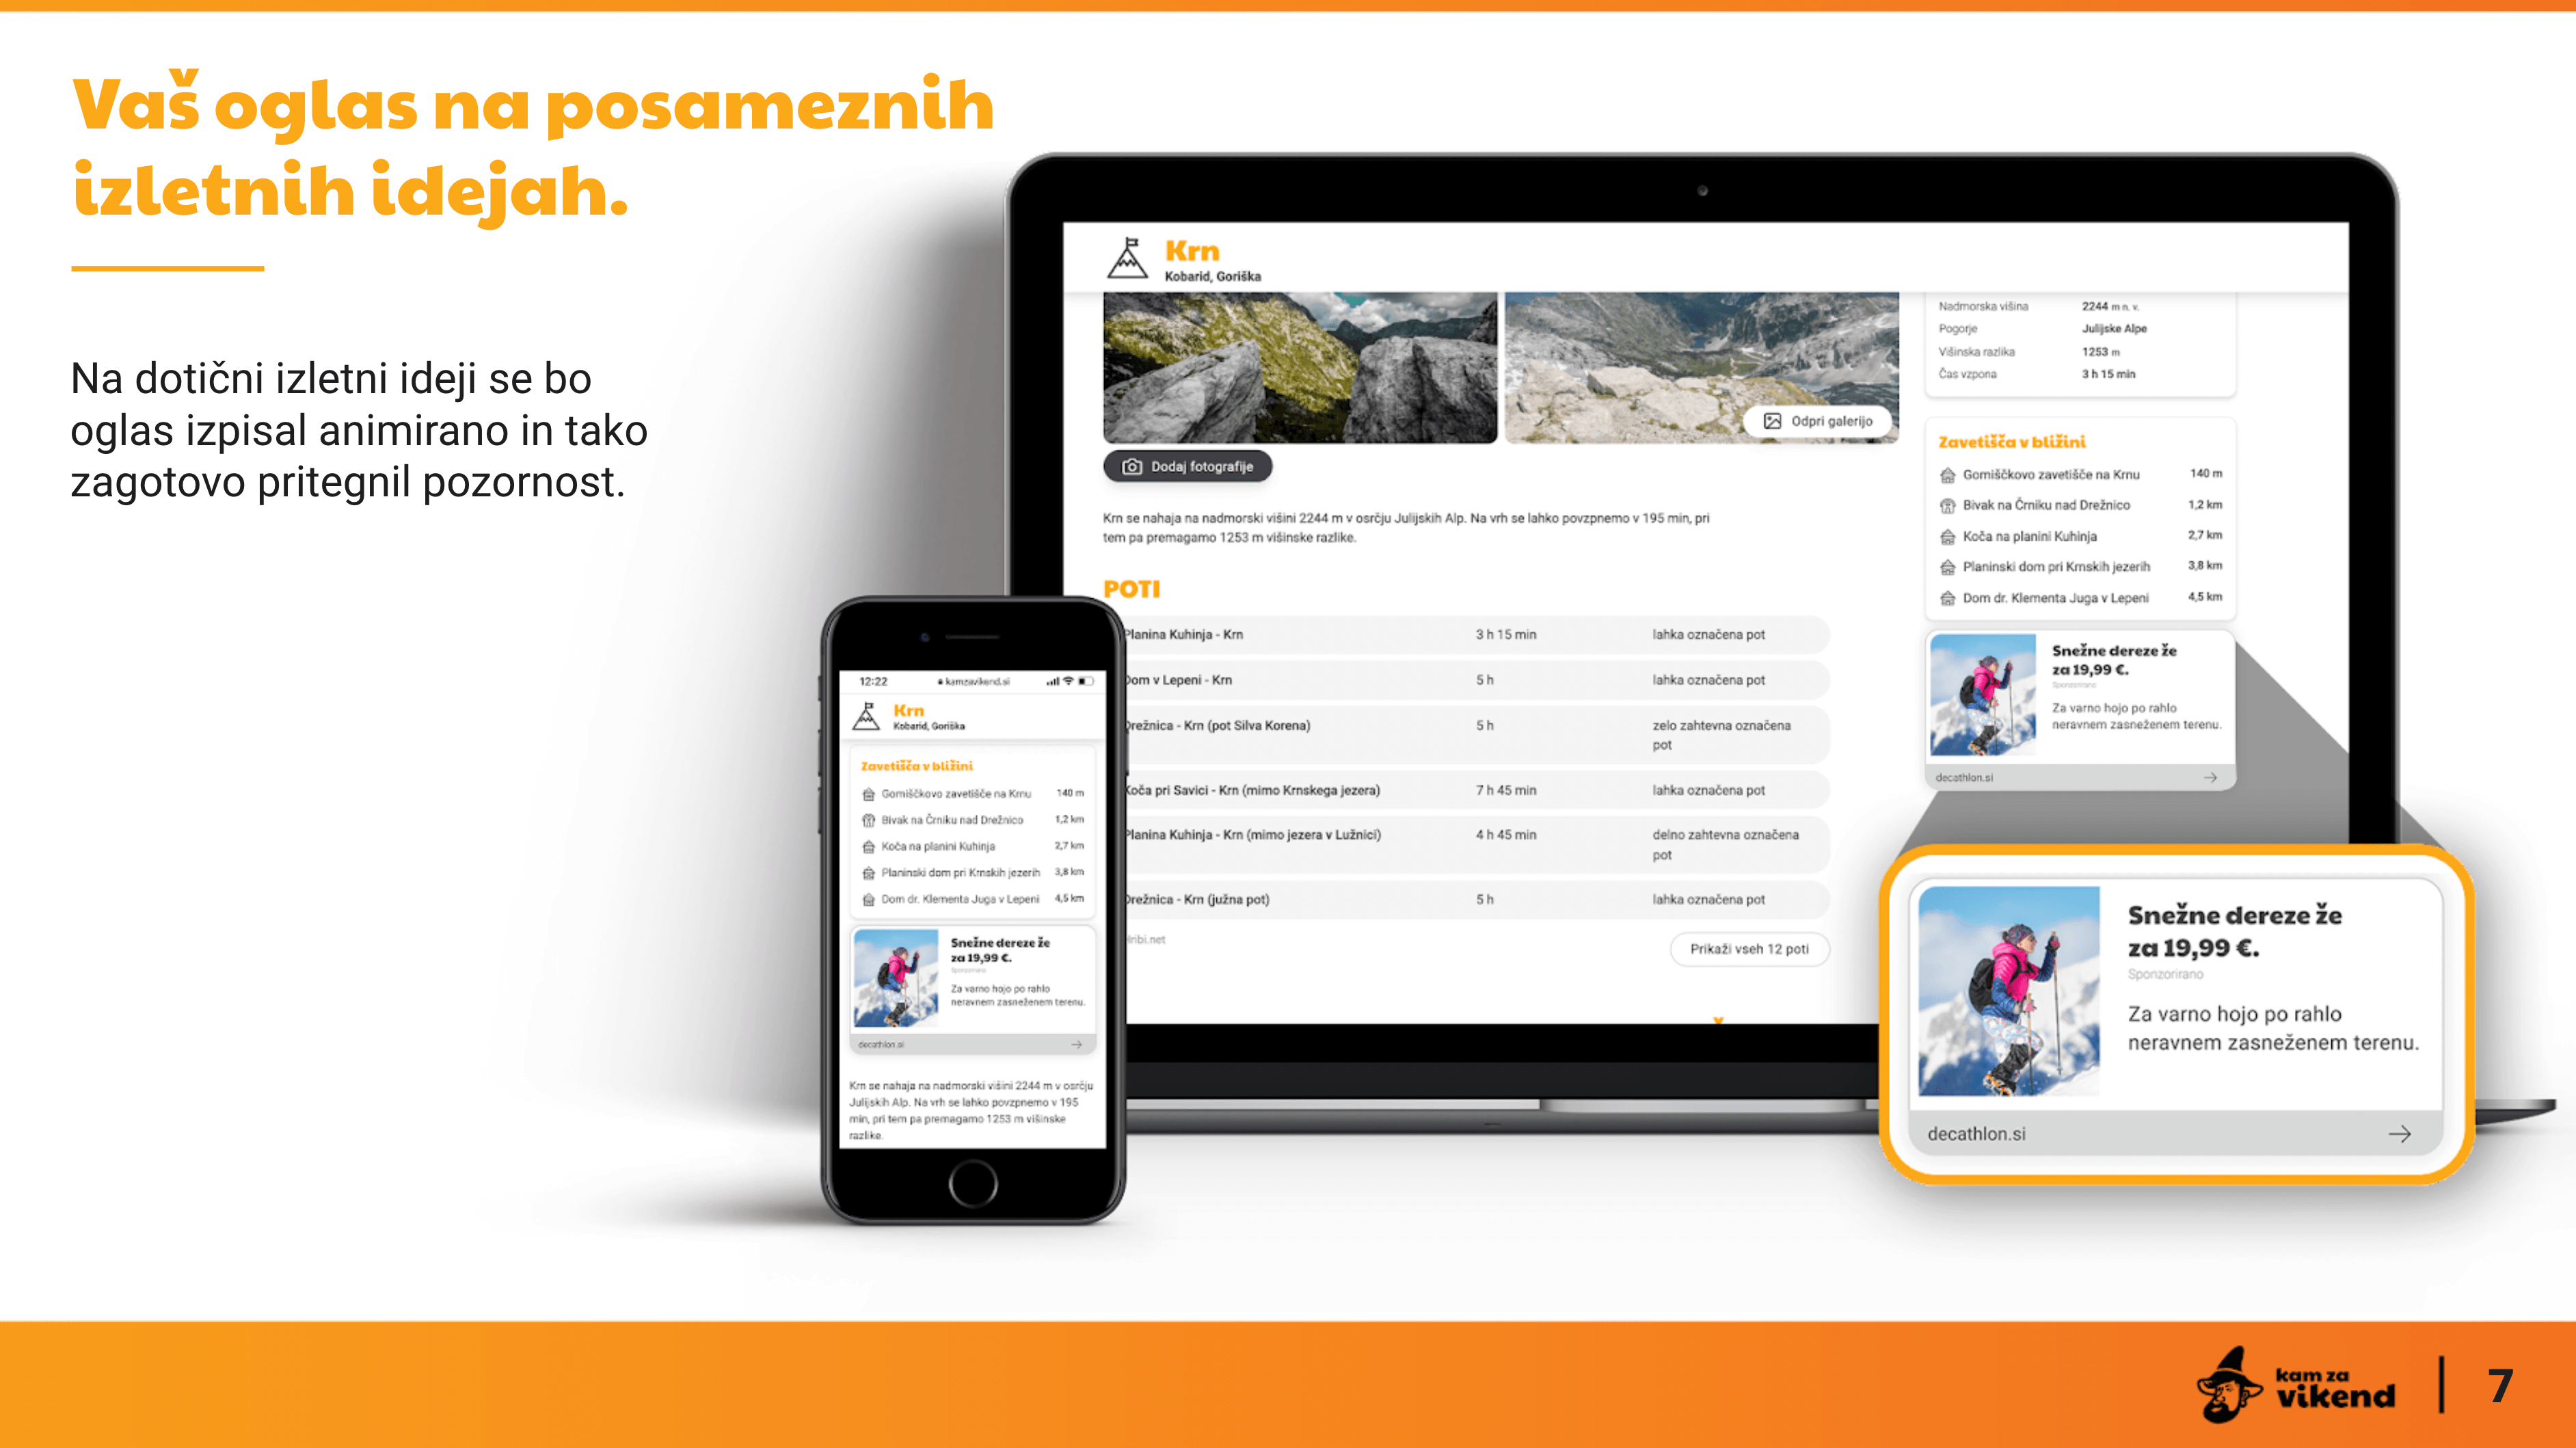 Vaš oglas na posameznih
izletnih idejah.
Na dotični izletni ideji se bo
oglas izpisal animirano in tako
zagotovo pritegnil pozornost.
Krn
Kobarid, Goriška
Odpri galerijo
Dodaj fotografije
Krn se nahaja na nadmorski višini 2244 m v osrčju Julijskih Alp. Na vrh se lahko povzpnemo v 195 min, pri
tem pa premagamo 1253 m višinske razlike.
POTI
Planina Kuhinja - Krn 3 h 15 min lahka označena pot
Dom v Lepeni - Krn 5 h lahka označena pot
Drežnica - Krn (pot Silva Korena) 5 h zelo zahtevna označena
pot
Koča pri Savici - Krn (mimo Krnskega jezera) 7 h 45 min lahka označena pot
Planina Kuhinja - Krn (mimo jezera v Lužnici) 4 h 45 min delno zahtevna označena
pot
Drežnica - Krn (južna pot) 5 h lahka označena pot
Hribi.net
Prikaži vseh 12 poti
Nadmorska višina 2244 m n. v.
Pogorje Julijske Alpe
Višinska razlika 1253 m
Čas vzpona 3 h 15 min
Zavetišča v bližini
Gomiščkovo zavetišče na Krnu 140 m
Bivak na Črniku nad Drežnico 1,2 km
Koča na planini Kuhinja 2,7 km
Planinski dom pri Krnskih jezerih 3,8 km
Dom dr. Klementa Juga v Lepeni 4,5 km
Snežne dereze že
za 19,99 €.
Sponzorirano
Za varno hojo po rahlo
neravnem zasneženem terenu.
decathlon.si
12:22 kamzavikend.si
Krn
Kobarid, Goriška
Zavetišča v bližini
Gomiščkovo zavetišče na Krnu 140 m
Bivak na Črniku nad Drežnico 1,2 km
Koča na planini Kuhinja 2,7 km
Planinski dom pri Krnskih jezerih 3,8 km
Dom dr. Klementa Juga v Lepeni 4,5 km
Snežne dereze že
za 19,99 €.
Sponzorirano
Za varno hojo po rahlo
neravnem zasneženem terenu.
decathlon.si
Krn se nahaja na nadmorski višini 2244 m v osrčju
Julijskih Alp. Na vrh se lahko povzpnemo v 195
min, pri tem pa premagamo 1253 m višinske
razlike.
Snežne dereze že
za 19,99 €.
Sponzorirano
Za varno hojo po rahlo
neravnem zasneženem terenu.
decathlon.si
kam za
vikend
7